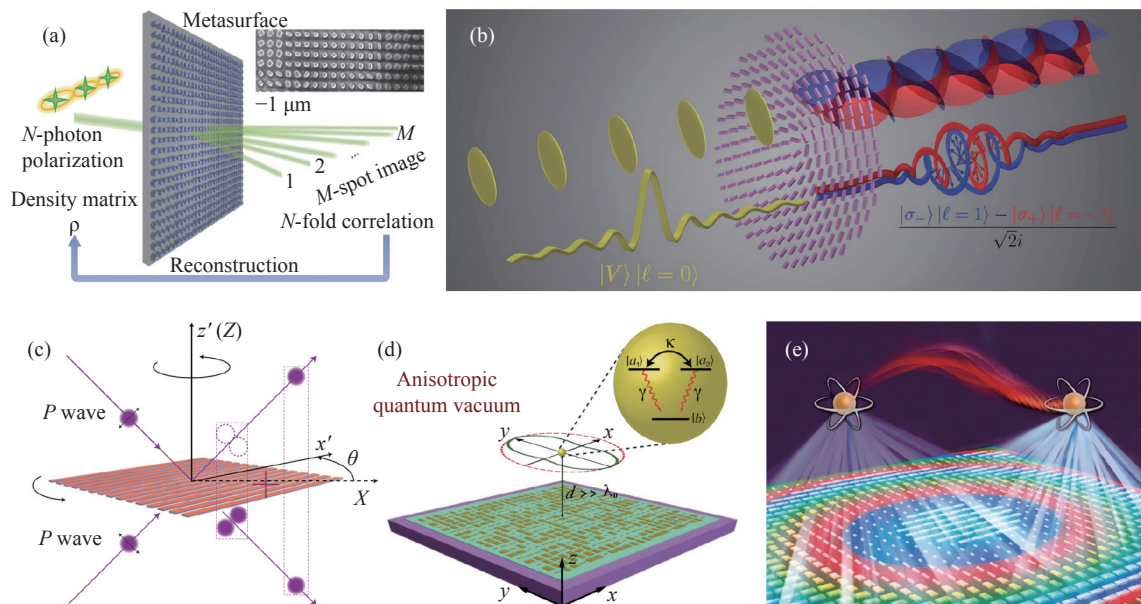 (a)
Metasurface
−1 μm
N-photon
polarization
M
2
...
1
M-spot image
Density matrix
ρ
N-fold correlation
Reconstruction
(b)
|V⟩ |ℓ = 0⟩
|σ−⟩ |ℓ = 1⟩ − |σ+⟩ |ℓ = −1⟩
√2i
(c)
z′ (Z)
P wave
x′
θ
X
P wave
(d)
Anisotropic
quantum vacuum
κ
|a₁⟩
|a₂⟩
γ
γ
|b⟩
y
x
d >> λ₀
z
y
x
(e)